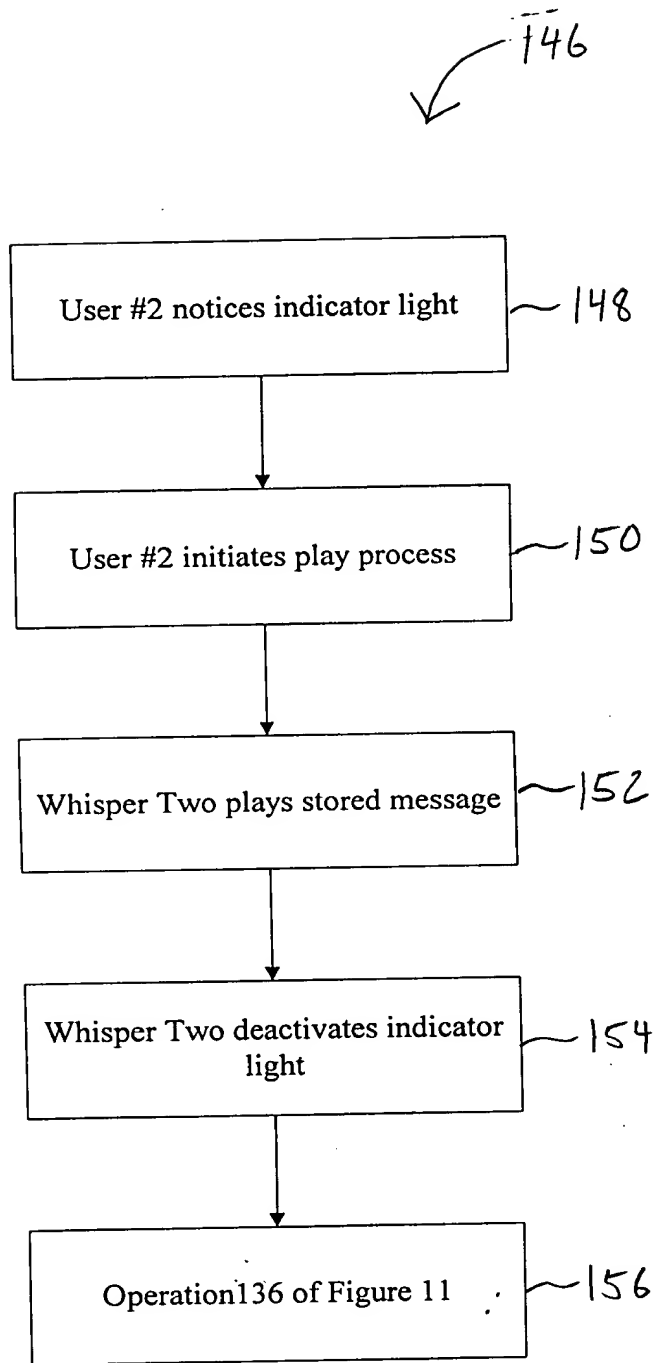 146
User #2 notices indicator light
148
User #2 initiates play process
150
Whisper Two plays stored message
152
Whisper Two deactivates indicator
light
154
Operation136 of Figure 11
156